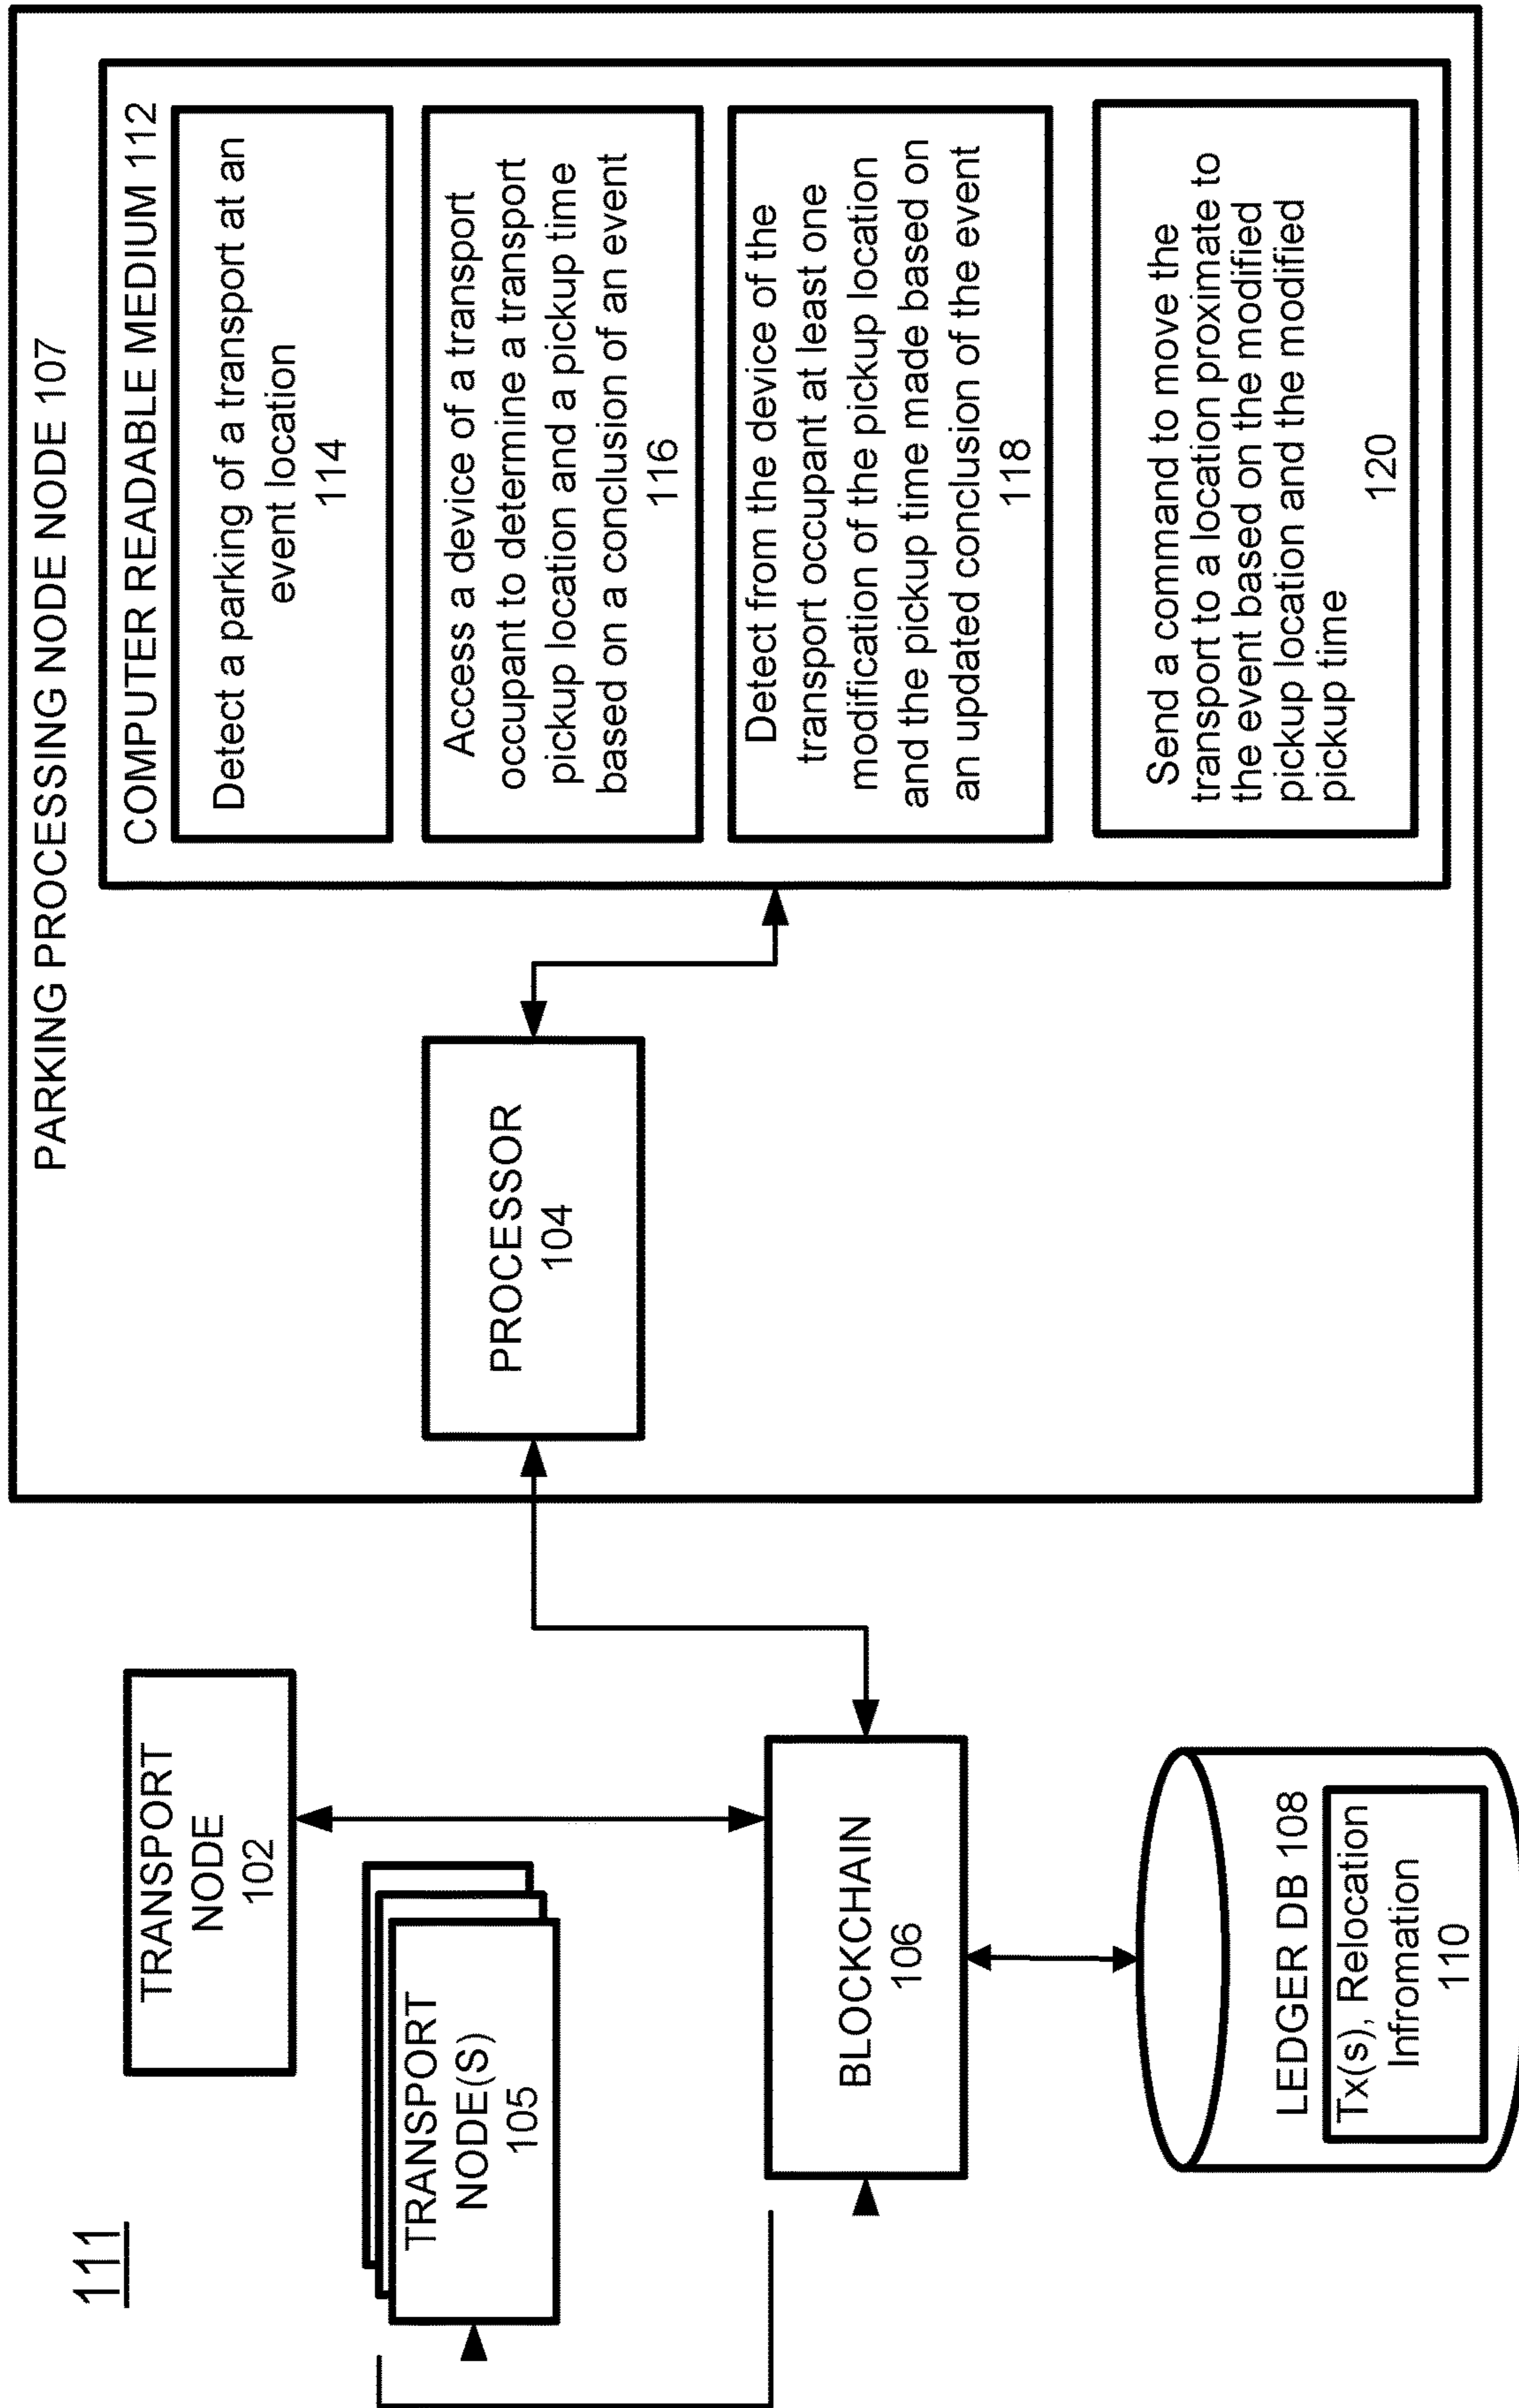 111
TRANSPORT
NODE
102
TRANSPORT
NODE(S)
105
BLOCKCHAIN
106
LEDGER DB 108
Tx(s), Relocation
Infromation
110
PARKING PROCESSING NODE NODE 107
PROCESSOR
104
COMPUTER READABLE MEDIUM 112
Detect a parking of a transport at an
event location
114
Access a device of a transport
occupant to determine a transport
pickup location and a pickup time
based on a conclusion of an event
116
Detect from the device of the
transport occupant at least one
modification of the pickup location
and the pickup time made based on
an updated conclusion of the event
118
Send a command to move the
transport to a location proximate to
the event based on the modified
pickup location and the modified
pickup time
120